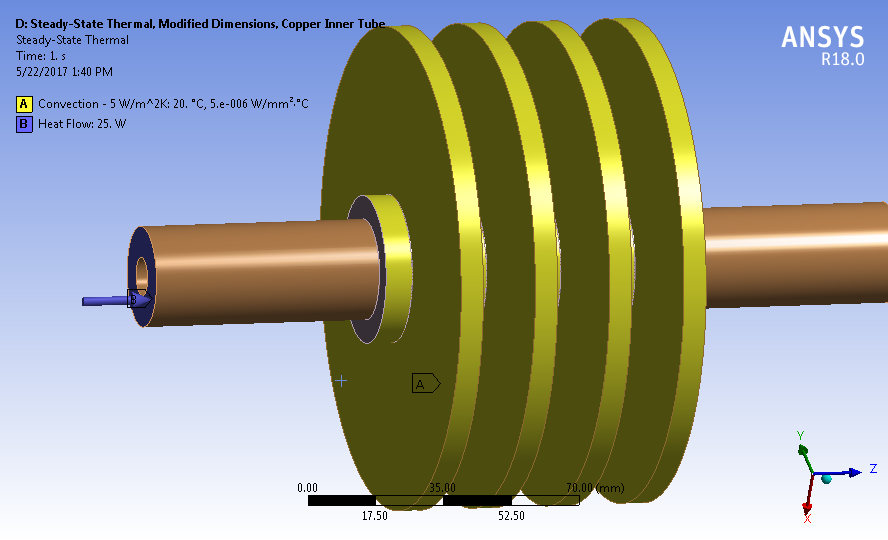 D: Steady-State Thermal, Modified Dimensions, Copper Inner Tube
Steady-State Thermal
Time: 1. s
5/22/2017 1:40 PM
A Convection - 5 W/m^2K: 20. °C, 5.e-006 W/mm²·°C
B Heat Flow: 25. W
ANSYS
R18.0
B
A
0.00 35.00 70.00 (mm)
17.50 52.50
Y
Z
X